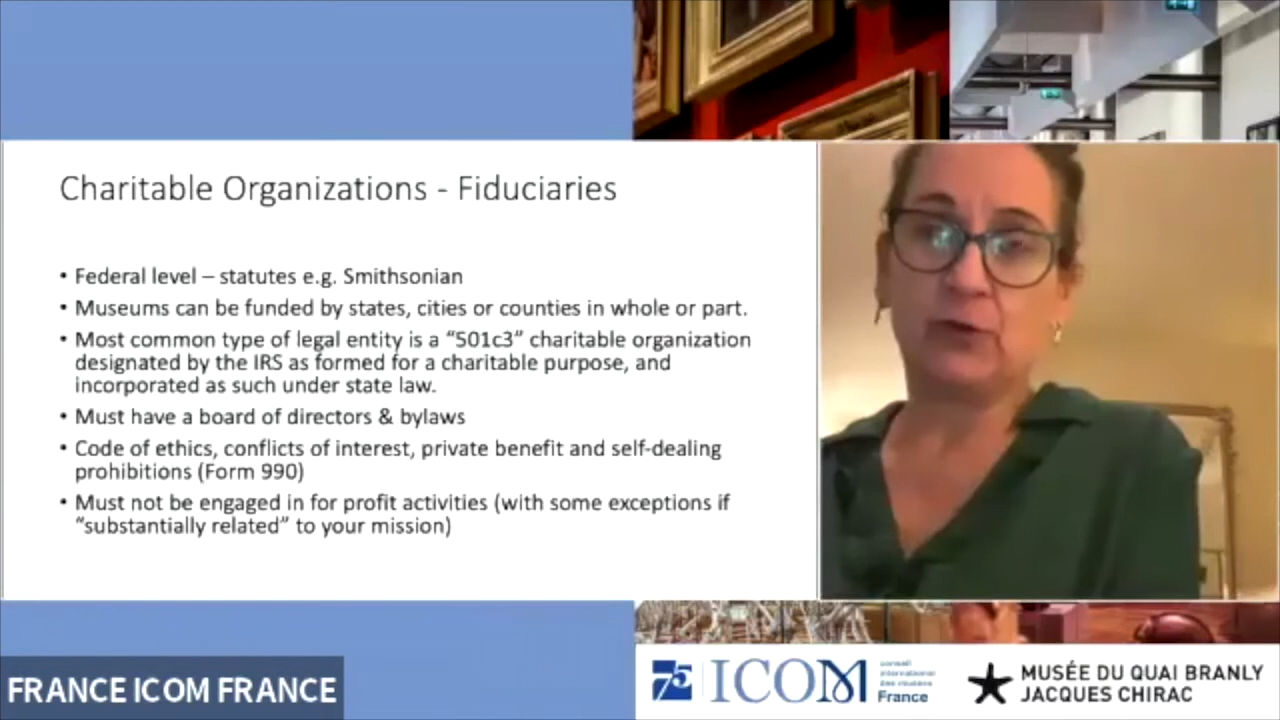 Charitable Organizations - Fiduciaries
• Federal level – statutes e.g. Smithsonian
• Museums can be funded by states, cities or counties in whole or part.
• Most common type of legal entity is a “501c3” charitable organization
designated by the IRS as formed for a charitable purpose, and
incorporated as such under state law.
• Must have a board of directors & bylaws
• Code of ethics, conflicts of interest, private benefit and self-dealing
prohibitions (Form 990)
• Must not be engaged in for profit activities (with some exceptions if
“substantially related” to your mission)
FRANCE ICOM FRANCE
75
ICOM
conseil
international
des musées
France
MUSÉE DU QUAI BRANLY
JACQUES CHIRAC